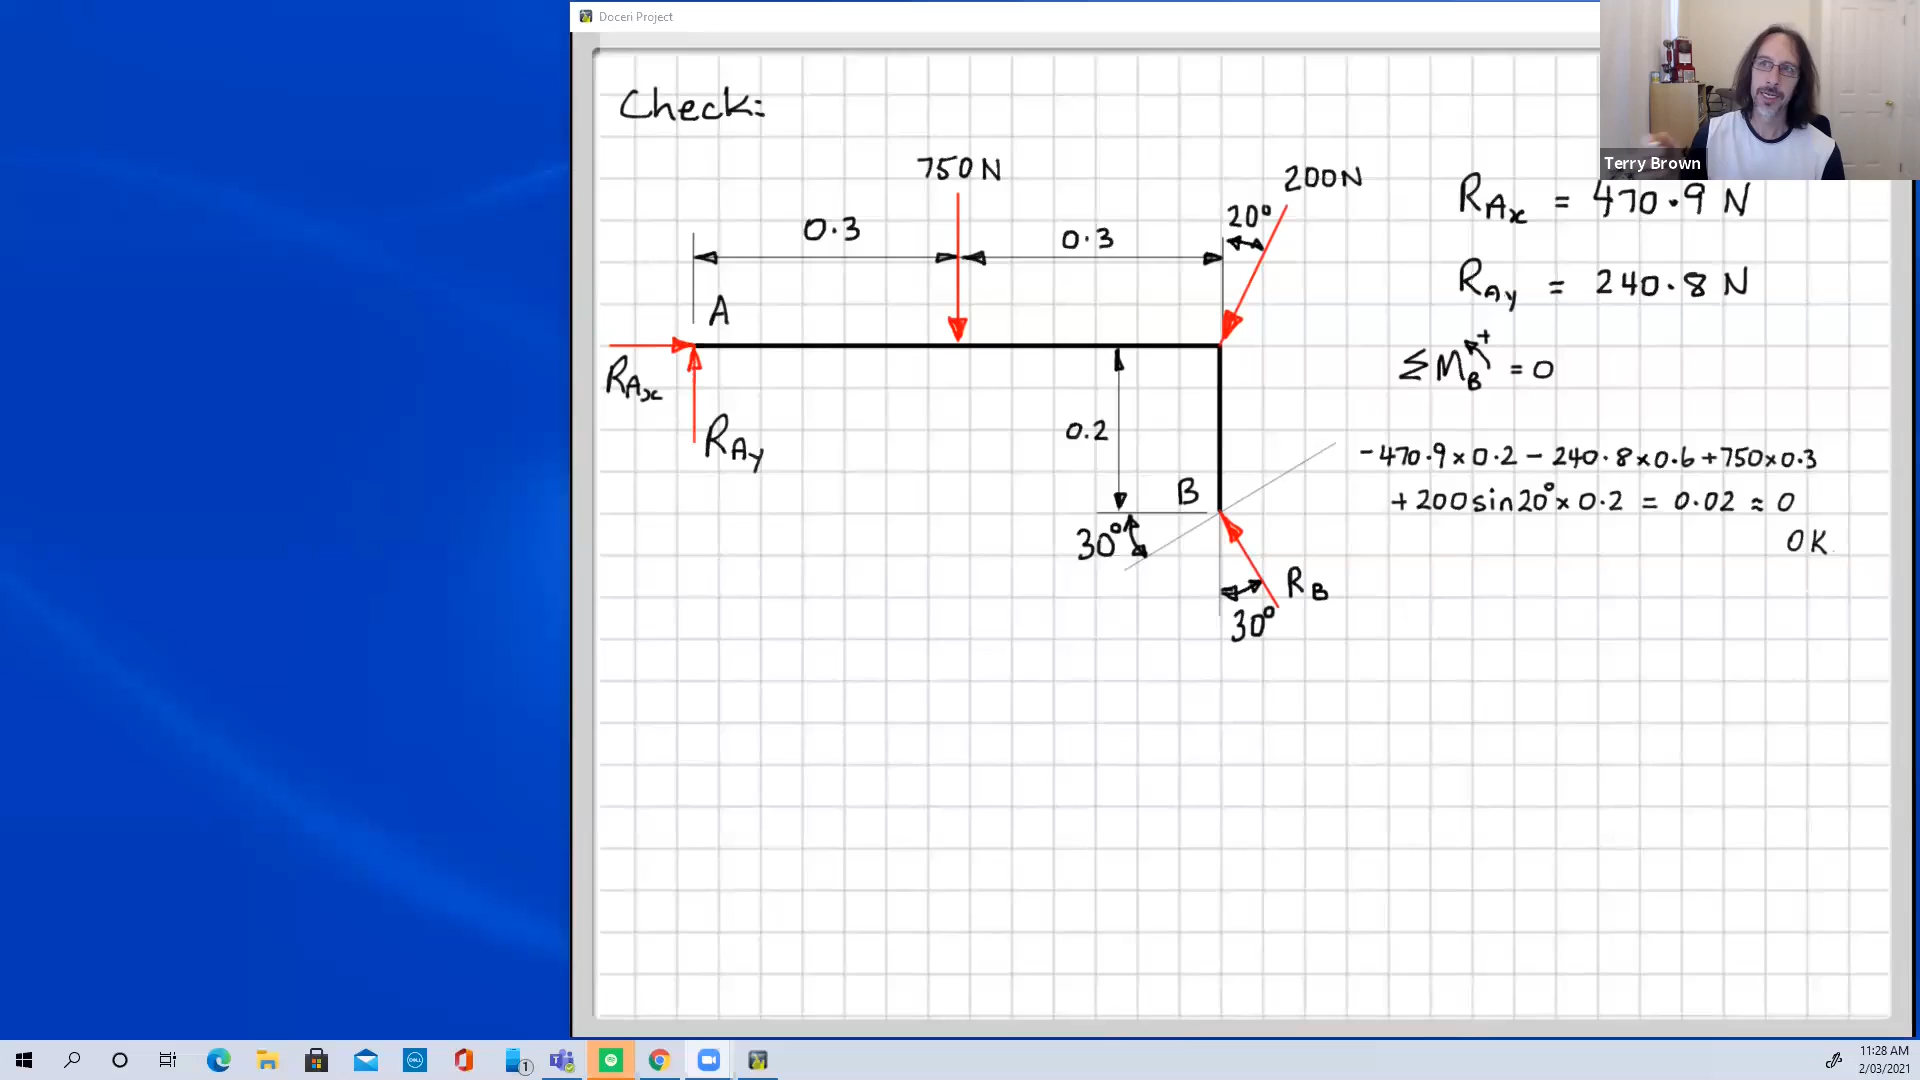 Doceri Project
Check:
750 N
200N
20°
0.3
0.3
A
R_Ax
R_Ay
0.2
B
30°
R_B
30°
Terry Brown
R_Ax = 470.9 N
R_Ay = 240.8 N
ΣM_B + = 0
-470.9×0.2 - 240.8×0.6 + 750×0.3
+ 200 sin 20° × 0.2 = 0.02 ≈ 0
OK
1
11:28 AM
2/03/2021